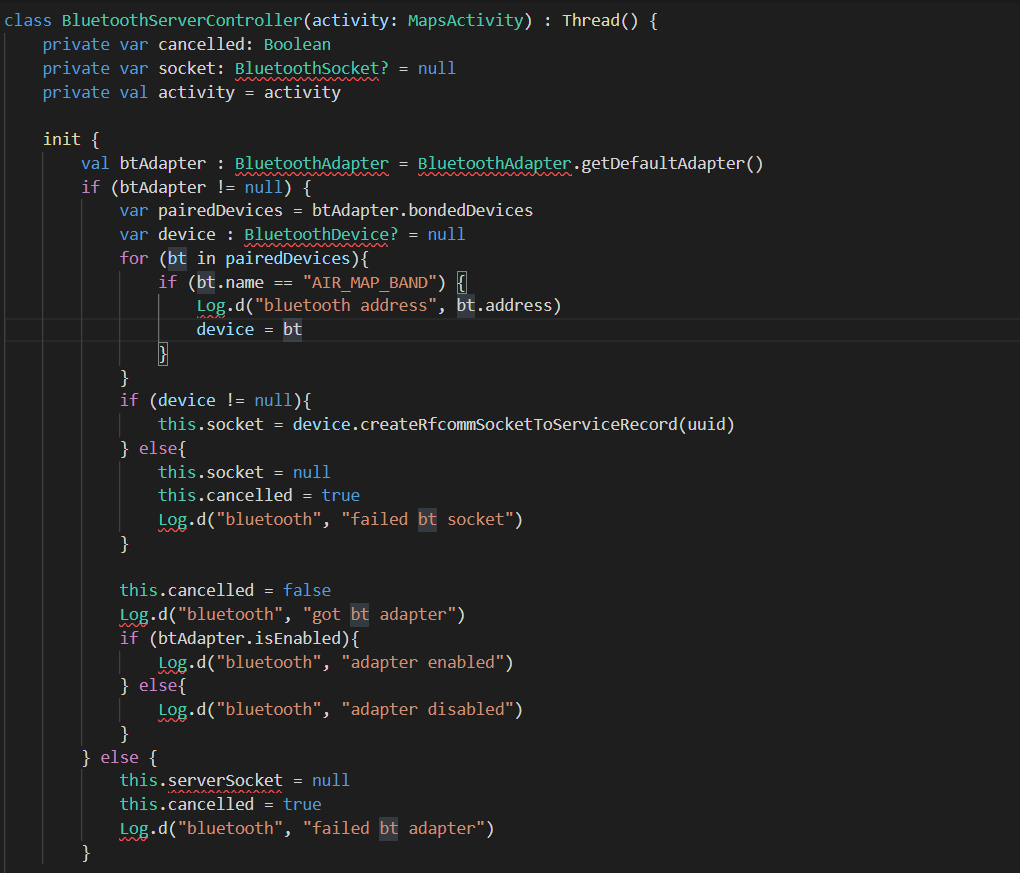 class BluetoothServerController(activity: MapsActivity) : Thread() {
    private var cancelled: Boolean
    private var socket: BluetoothSocket? = null
    private val activity = activity

    init {
        val btAdapter : BluetoothAdapter = BluetoothAdapter.getDefaultAdapter()
        if (btAdapter != null) {
            var pairedDevices = btAdapter.bondedDevices
            var device : BluetoothDevice? = null
            for (bt in pairedDevices){
                if (bt.name == "AIR_MAP_BAND") {
                    Log.d("bluetooth address", bt.address)
                    device = bt
                }
            }
            if (device != null){
                this.socket = device.createRfcommSocketToServiceRecord(uuid)
            } else{
                this.socket = null
                this.cancelled = true
                Log.d("bluetooth", "failed bt socket")
            }

            this.cancelled = false
            Log.d("bluetooth", "got bt adapter")
            if (btAdapter.isEnabled){
                Log.d("bluetooth", "adapter enabled")
            } else{
                Log.d("bluetooth", "adapter disabled")
            }
        } else {
            this.serverSocket = null
            this.cancelled = true
            Log.d("bluetooth", "failed bt adapter")
        }